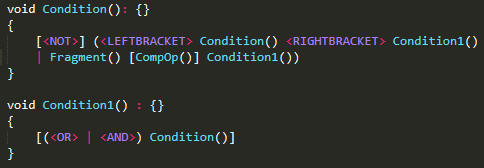 void Condition(): {}
{
[<NOT>] (<LEFTBRACKET> Condition() <RIGHTBRACKET> Condition1()
| Fragment() [CompOp()] Condition1())
}
void Condition1() : {}
{
[(<OR> | <AND>) Condition()]
}